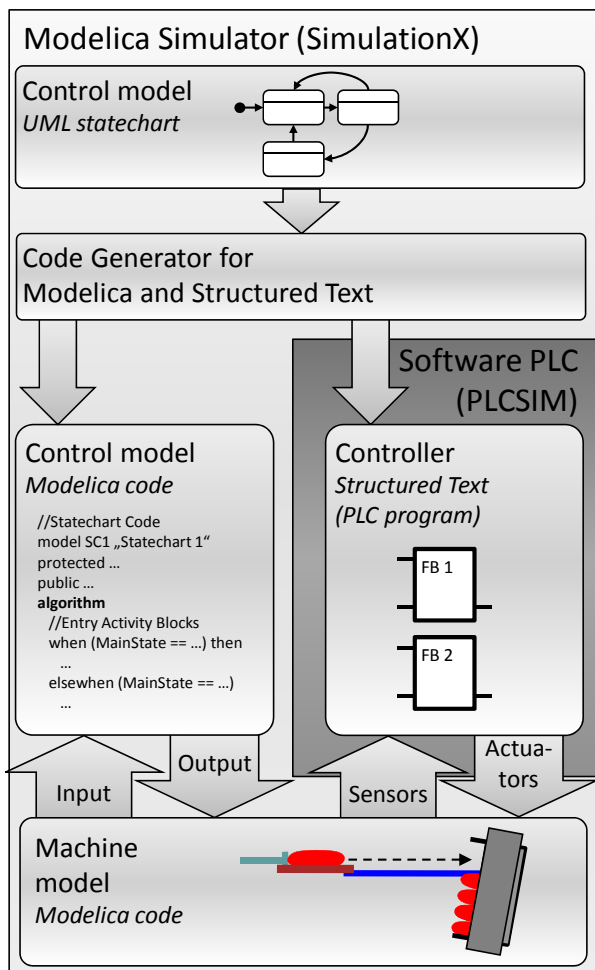 Modelica Simulator (SimulationX)
Control model
UML statechart
Code Generator for
Modelica and Structured Text
Software PLC
(PLCSIM)
Control model
Modelica code
//Statechart Code
model SC1 „Statechart 1“
protected …
public …
algorithm
//Entry Activity Blocks
when (MainState == …) then
…
elsewhen (MainState == …)
…
Controller
Structured Text
(PLC program)
FB 1
FB 2
Input
Output
Sensors
Actua-
tors
Machine
model
Modelica code